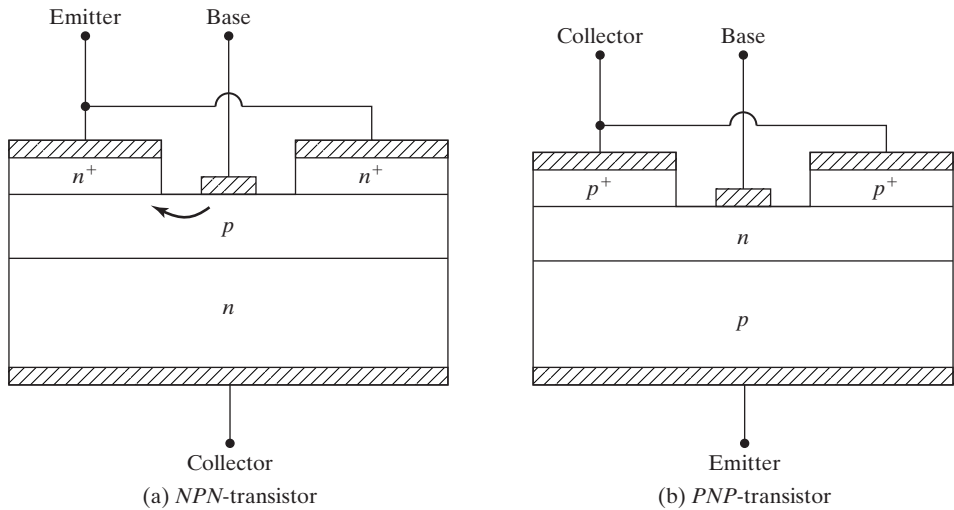 Emitter
Base
n+
n+
p
n
Collector
(a) NPN-transistor
Collector
Base
p+
p+
n
p
Emitter
(b) PNP-transistor